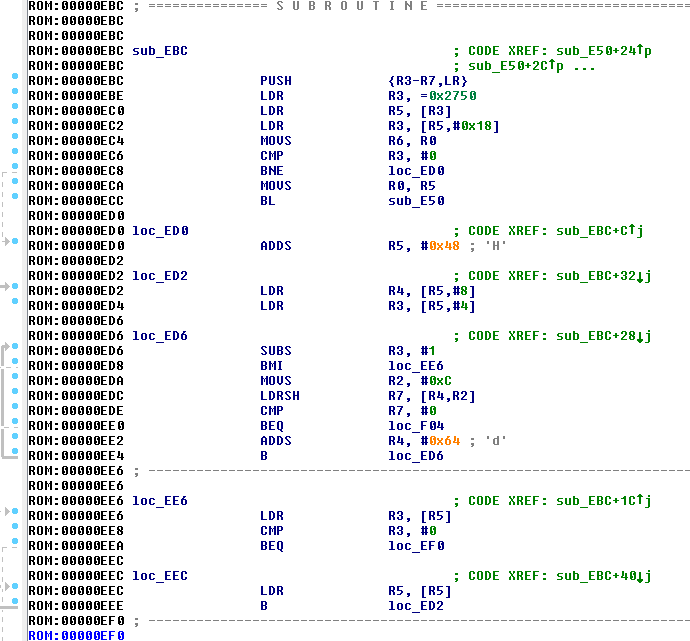 ROM:00000EBC ; =============== S U B R O U T I N E =======================================
ROM:00000EBC
ROM:00000EBC
ROM:00000EBC sub_EBC ; CODE XREF: sub_E50+24↑p
ROM:00000EBC ; sub_E50+2C↑p ...
ROM:00000EBC PUSH {R3-R7,LR}
ROM:00000EBE LDR R3, =0x2750
ROM:00000EC0 LDR R5, [R3]
ROM:00000EC2 LDR R3, [R5,#0x18]
ROM:00000EC4 MOVS R6, R0
ROM:00000EC6 CMP R3, #0
ROM:00000EC8 BNE loc_ED0
ROM:00000ECA MOVS R0, R5
ROM:00000ECC BL sub_E50
ROM:00000ED0
ROM:00000ED0 loc_ED0 ; CODE XREF: sub_EBC+C↑j
ROM:00000ED0 ADDS R5, #0x48 ; 'H'
ROM:00000ED2
ROM:00000ED2 loc_ED2 ; CODE XREF: sub_EBC+32↓j
ROM:00000ED2 LDR R4, [R5,#8]
ROM:00000ED4 LDR R3, [R5,#4]
ROM:00000ED6
ROM:00000ED6 loc_ED6 ; CODE XREF: sub_EBC+28↓j
ROM:00000ED6 SUBS R3, #1
ROM:00000ED8 BMI loc_EE6
ROM:00000EDA MOVS R2, #0xC
ROM:00000EDC LDRSH R7, [R4,R2]
ROM:00000EDE CMP R7, #0
ROM:00000EE0 BEQ loc_F04
ROM:00000EE2 ADDS R4, #0x64 ; 'd'
ROM:00000EE4 B loc_ED6
ROM:00000EE6 ; ---------------------------------------------------------------------------
ROM:00000EE6
ROM:00000EE6 loc_EE6 ; CODE XREF: sub_EBC+1C↑j
ROM:00000EE6 LDR R3, [R5]
ROM:00000EE8 CMP R3, #0
ROM:00000EEA BEQ loc_EF0
ROM:00000EEC
ROM:00000EEC loc_EEC ; CODE XREF: sub_EBC+40↓j
ROM:00000EEC LDR R5, [R5]
ROM:00000EEE B loc_ED2
ROM:00000EF0 ; ---------------------------------------------------------------------------
ROM:00000EF0